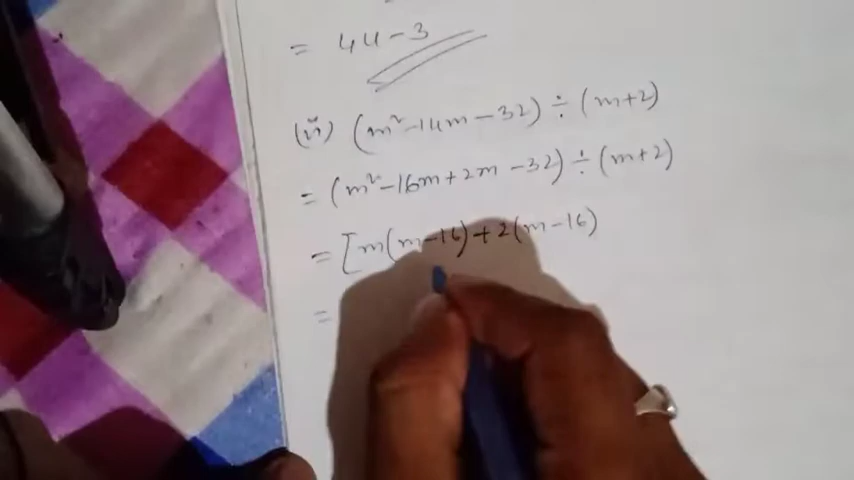 = 4u-3
(vi) (m²-14m-32) ÷ (m+2)
= (m²-16m+2m-32) ÷ (m+2)
= [m(m-16)+2(m-16)
=